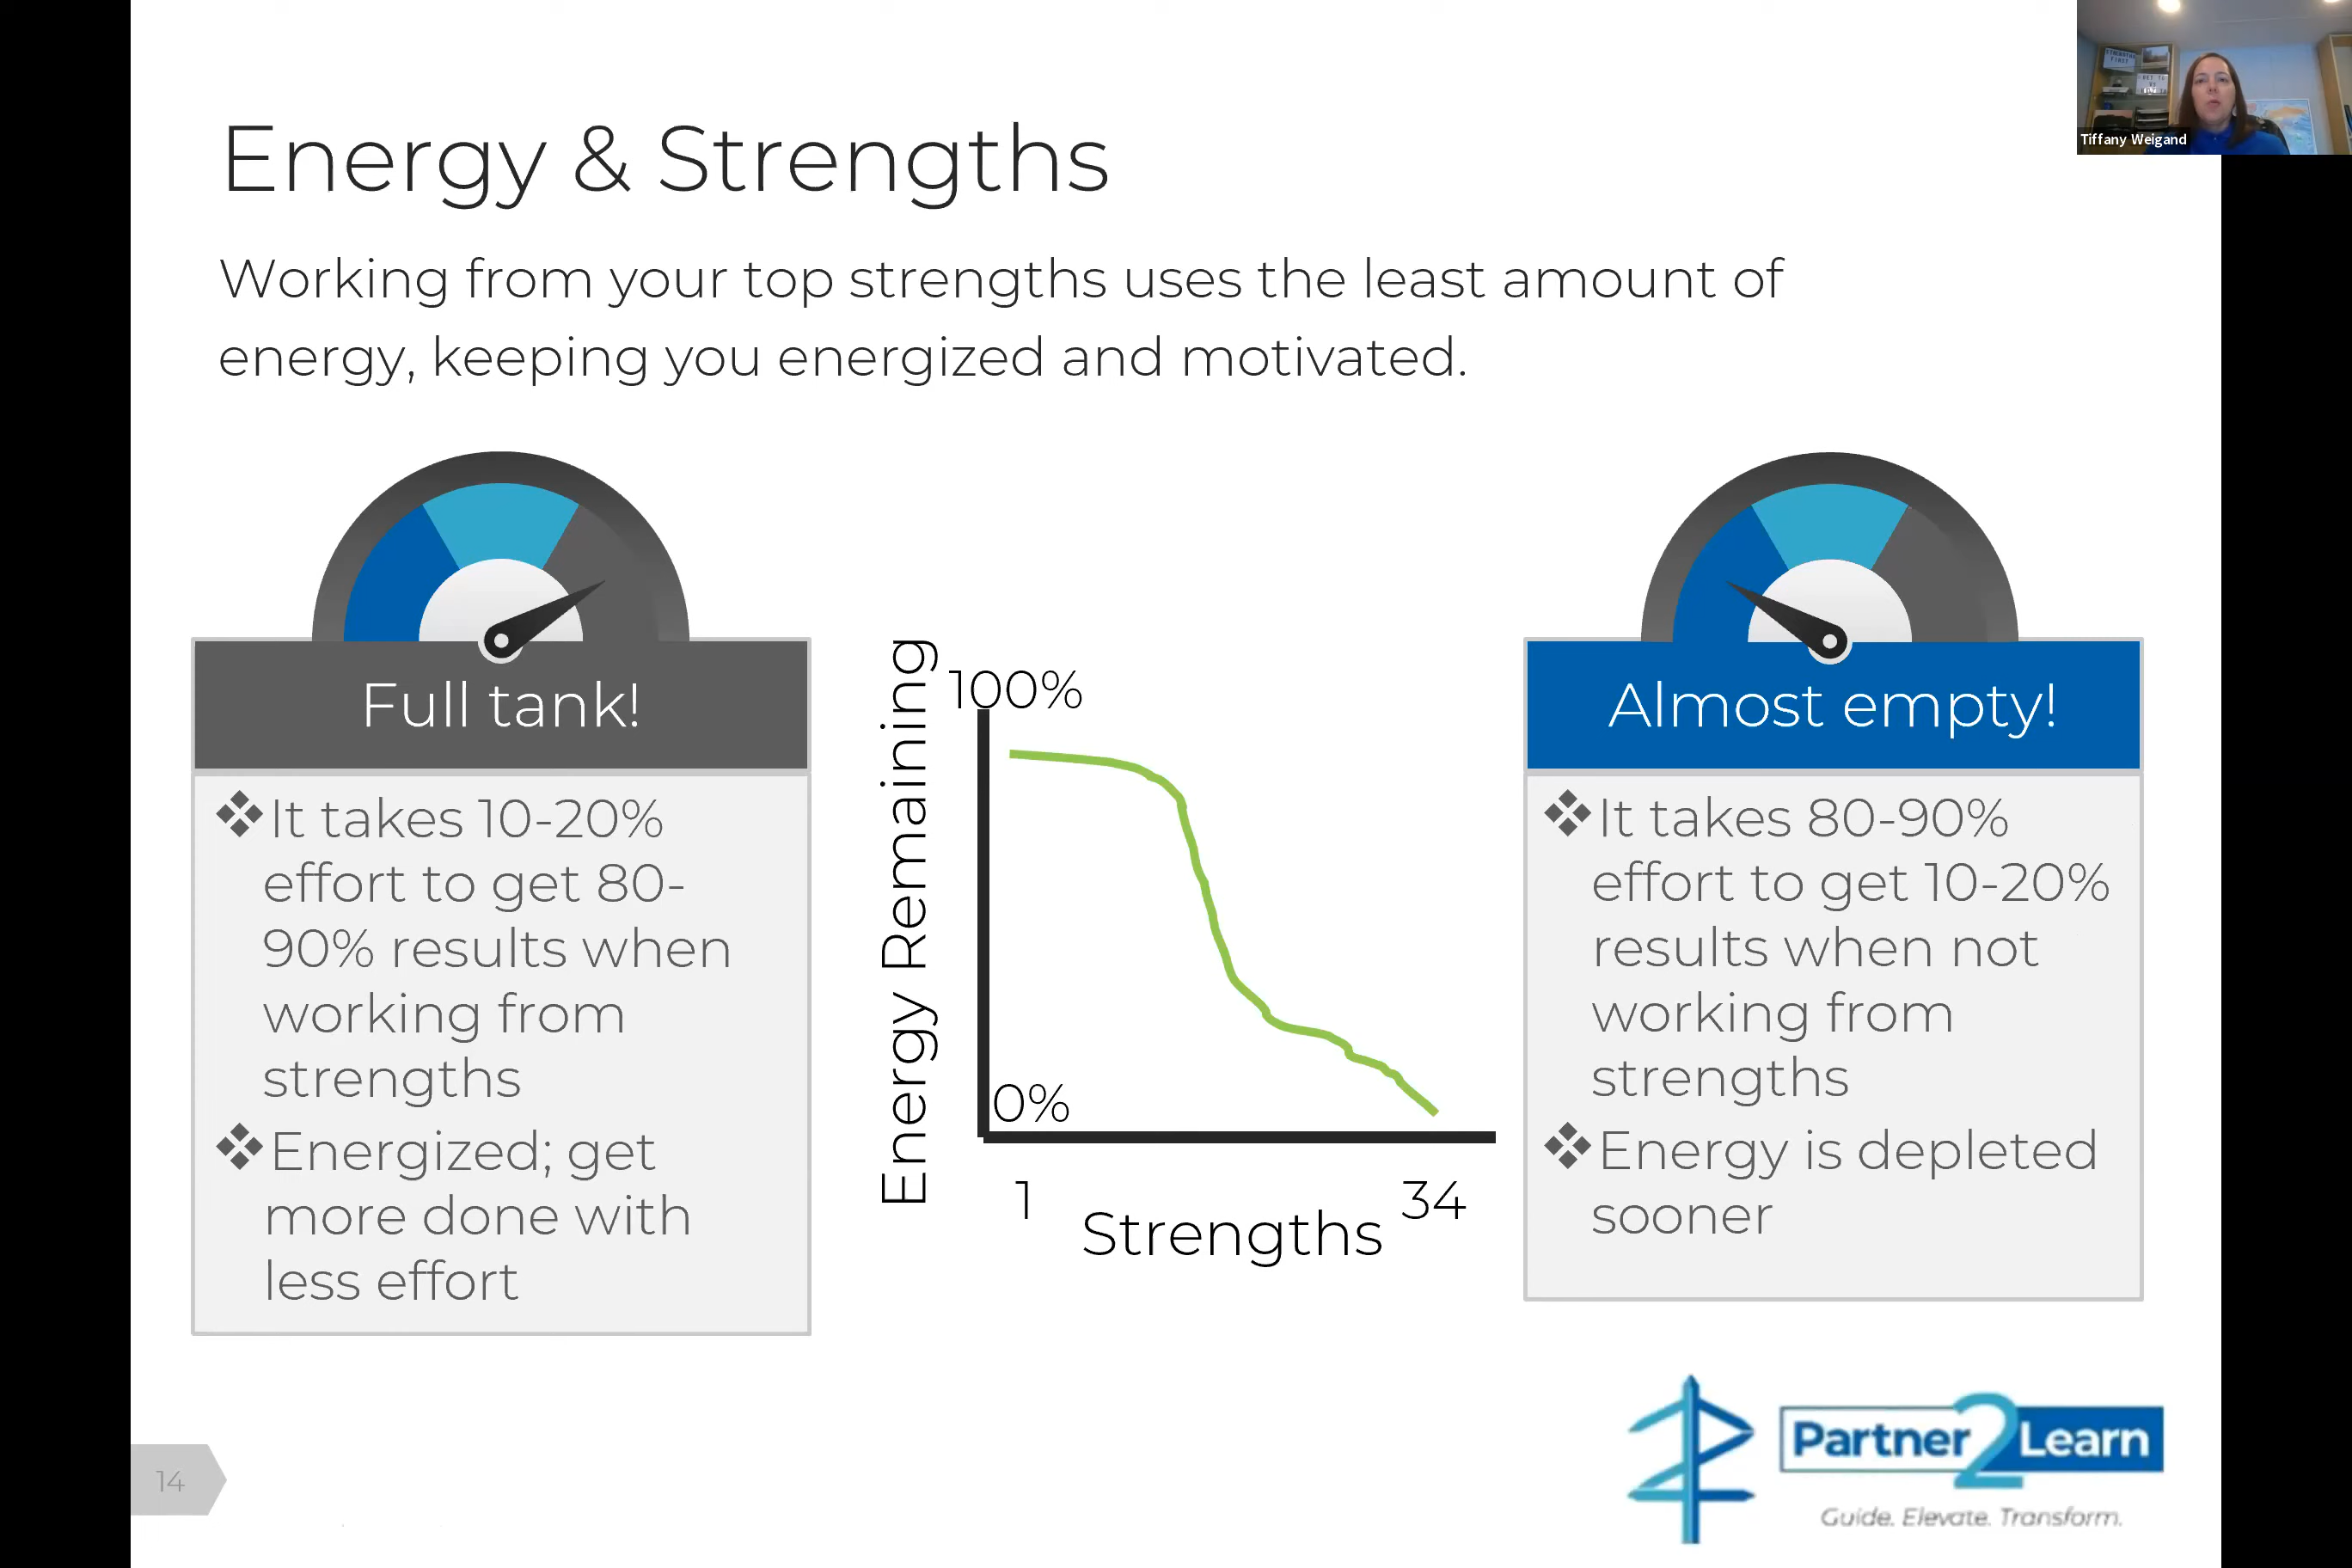 Tiffany Weigand
Energy & Strengths
Working from your top strengths uses the least amount of
energy, keeping you energized and motivated.
Full tank!
❖It takes 10-20%
effort to get 80-
90% results when
working from
strengths
❖Energized; get
more done with
less effort
Energy Remaining
100%
0%
1
34
Strengths
Almost empty!
❖It takes 80-90%
effort to get 10-20%
results when not
working from
strengths
❖Energy is depleted
sooner
14
Partner2Learn
Guide. Elevate. Transform.